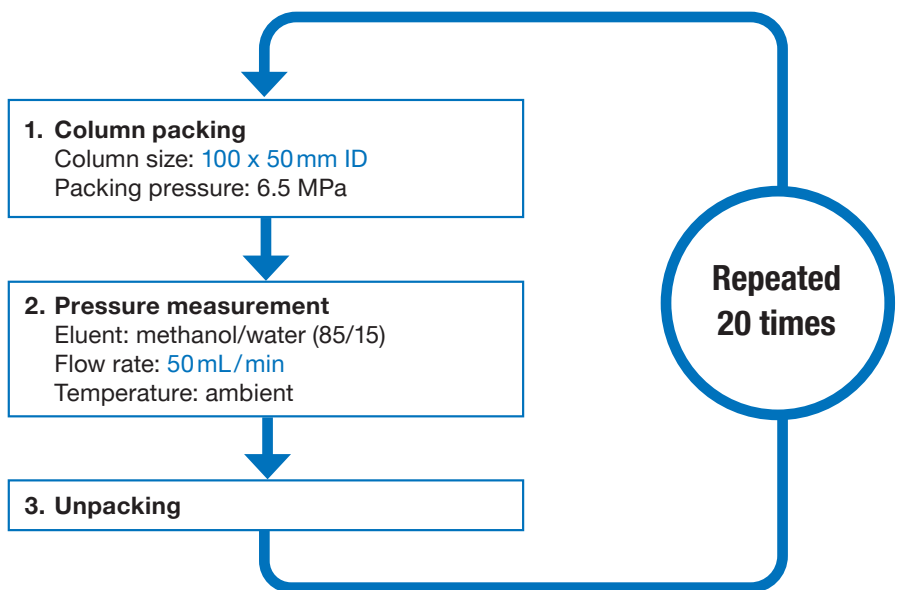 1. Column packing
Column size: 100 x 50 mm ID
Packing pressure: 6.5 MPa
2. Pressure measurement
Eluent: methanol/water (85/15)
Flow rate: 50 mL/min
Temperature: ambient
3. Unpacking
Repeated
20 times